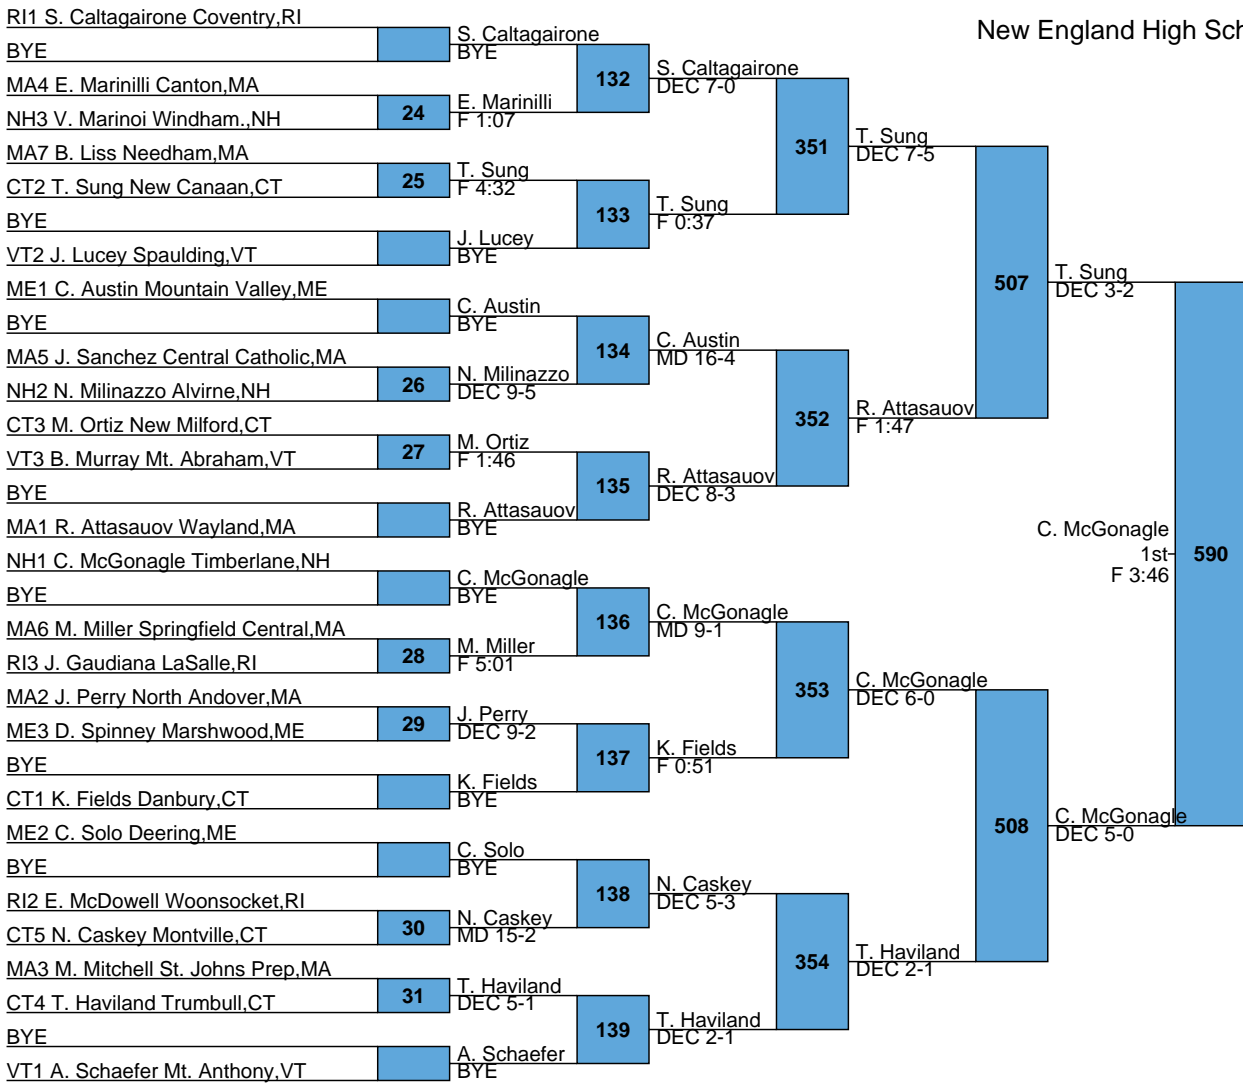 RI1 S. Caltagairone Coventry,RI
BYE
MA4 E. Marinilli Canton,MA
NH3 V. Marinoi Windham.,NH
MA7 B. Liss Needham,MA
CT2 T. Sung New Canaan,CT
BYE
VT2 J. Lucey Spaulding,VT
ME1 C. Austin Mountain Valley,ME
BYE
MA5 J. Sanchez Central Catholic,MA
NH2 N. Milinazzo Alvirne,NH
CT3 M. Ortiz New Milford,CT
VT3 B. Murray Mt. Abraham,VT
BYE
MA1 R. Attasauov Wayland,MA
NH1 C. McGonagle Timberlane,NH
BYE
MA6 M. Miller Springfield Central,MA
RI3 J. Gaudiana LaSalle,RI
MA2 J. Perry North Andover,MA
ME3 D. Spinney Marshwood,ME
BYE
CT1 K. Fields Danbury,CT
ME2 C. Solo Deering,ME
BYE
RI2 E. McDowell Woonsocket,RI
CT5 N. Caskey Montville,CT
MA3 M. Mitchell St. Johns Prep,MA
CT4 T. Haviland Trumbull,CT
BYE
VT1 A. Schaefer Mt. Anthony,VT
24
25
26
27
28
29
30
31
S. Caltagairone
BYE
E. Marinilli
F 1:07
T. Sung
F 4:32
J. Lucey
BYE
C. Austin
BYE
N. Milinazzo
DEC 9-5
M. Ortiz
F 1:46
R. Attasauov
BYE
C. McGonagle
BYE
M. Miller
F 5:01
J. Perry
DEC 9-2
K. Fields
BYE
C. Solo
BYE
N. Caskey
MD 15-2
T. Haviland
DEC 5-1
A. Schaefer
BYE
132
133
134
135
136
137
138
139
S. Caltagairone
DEC 7-0
T. Sung
F 0:37
C. Austin
MD 16-4
R. Attasauov
DEC 8-3
C. McGonagle
MD 9-1
K. Fields
F 0:51
N. Caskey
DEC 5-3
T. Haviland
DEC 2-1
351
352
353
354
T. Sung
DEC 7-5
R. Attasauov
F 1:47
C. McGonagle
DEC 6-0
T. Haviland
DEC 2-1
507
508
T. Sung
DEC 3-2
C. McGonagle
DEC 5-0
New England High Sch
C. McGonagle
1st
F 3:46
590